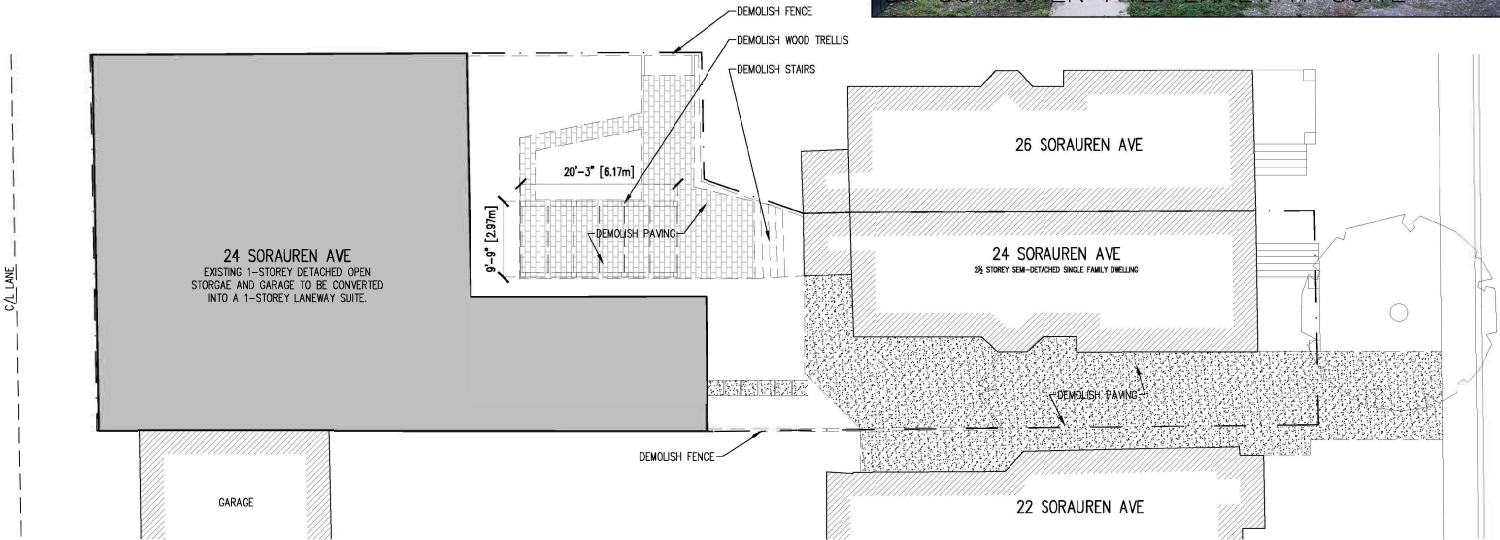 DEMOLISH FENCE
DEMOLISH WOOD TRELLIS
DEMOLISH STAIRS
26 SORAUREN AVE
20'-3" [6.17m]
9'-9" [2.97m]
DEMOLISH PAVING
24 SORAUREN AVE
EXISTING 1-STOREY DETACHED OPEN
STORGAE AND GARAGE TO BE CONVERTED
INTO A 1-STOREY LANEWAY SUITE.
24 SORAUREN AVE
2½ STOREY SEMI-DETACHED SINGLE FAMILY DWELLING
C/L LANE
DEMOLISH PAVING
DEMOLISH FENCE
GARAGE
22 SORAUREN AVE